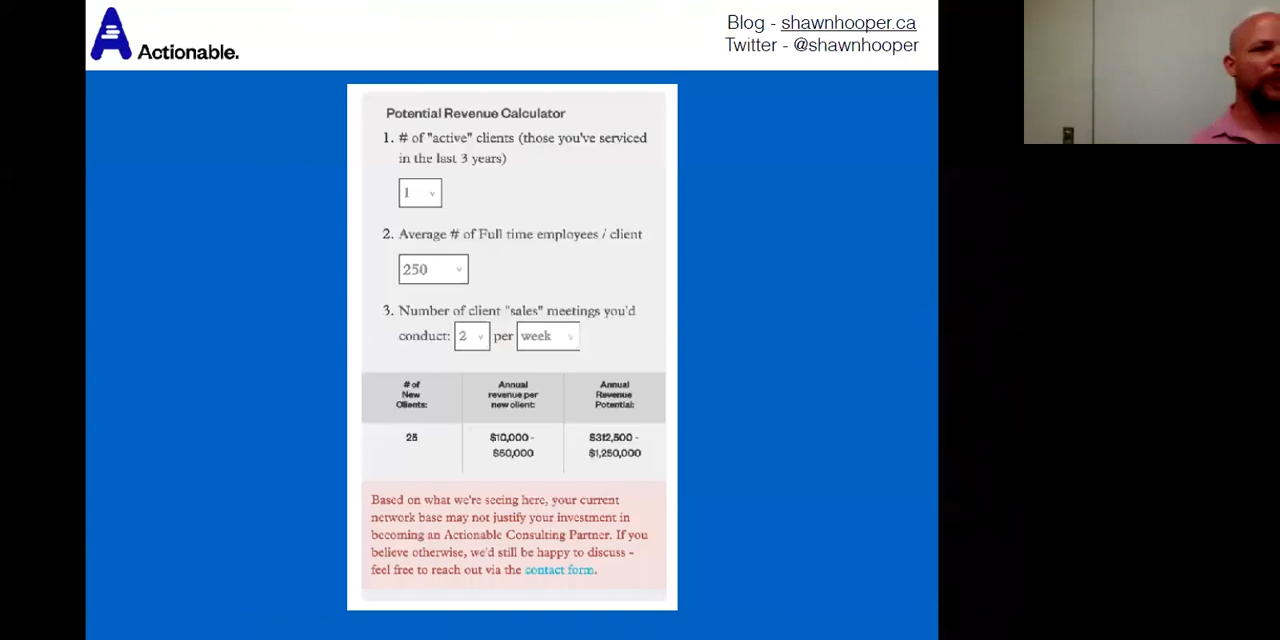 Actionable.
Blog - shawnhooper.ca
Twitter - @shawnhooper
Potential Revenue Calculator
1. # of "active" clients (those you've serviced
in the last 3 years)
1
2. Average # of Full time employees / client
250
3. Number of client "sales" meetings you'd
conduct: 2 per week
# of
New
Clients:
Annual
revenue per
new client:
Annual
Revenue
Potential:
25
$10,000 -
$50,000
$312,500 -
$1,250,000
Based on what we're seeing here, your current
network base may not justify your investment in
becoming an Actionable Consulting Partner. If you
believe otherwise, we'd still be happy to discuss -
feel free to reach out via the contact form.